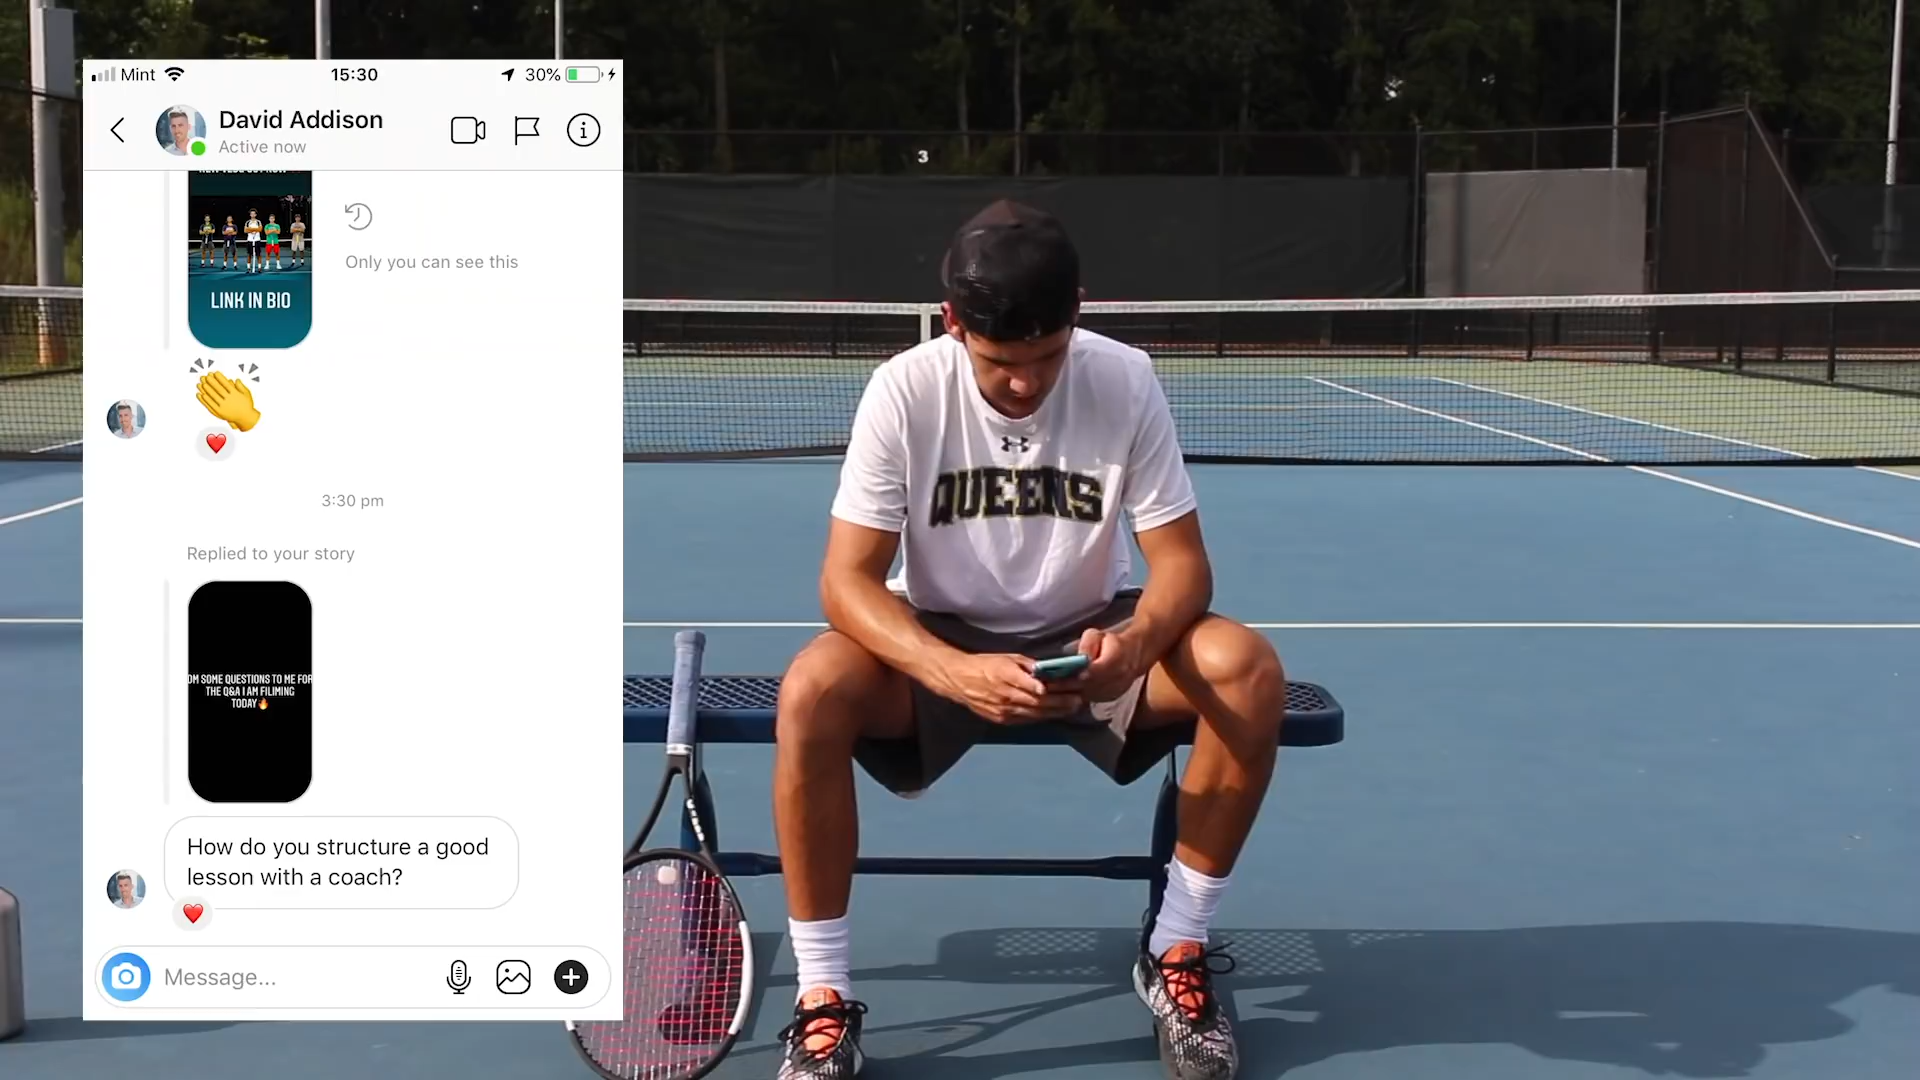 Mint
15:30
30%
David Addison
Active now
LINK IN BIO
Only you can see this
3:30 pm
Replied to your story
DM SOME QUESTIONS TO ME FOR
THE Q&A I AM FILIMING
TODAY🔥
How do you structure a good
lesson with a coach?
Message...
3
QUEENS